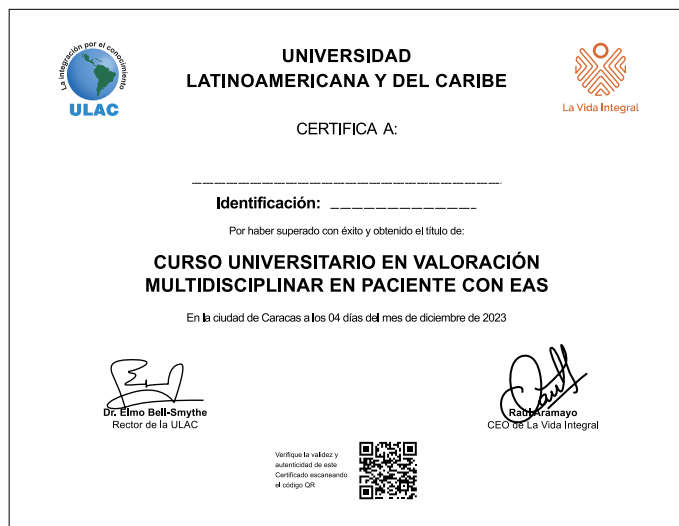 La integración por el conocimiento
ULAC
UNIVERSIDAD
LATINOAMERICANA Y DEL CARIBE
La Vida Integral
CERTIFICA A:
Identificación:
Por haber superado con éxito y obtenido el título de:
CURSO UNIVERSITARIO EN VALORACIÓN
MULTIDISCIPLINAR EN PACIENTE CON EAS
En la ciudad de Caracas a los 04 días del mes de diciembre de 2023
Dr. Elmo Bell-Smythe
Rector de la ULAC
Raúl Aramayo
CEO de La Vida Integral
Verifique la validez y
autenticidad de este
Certificado escaneando
el código QR